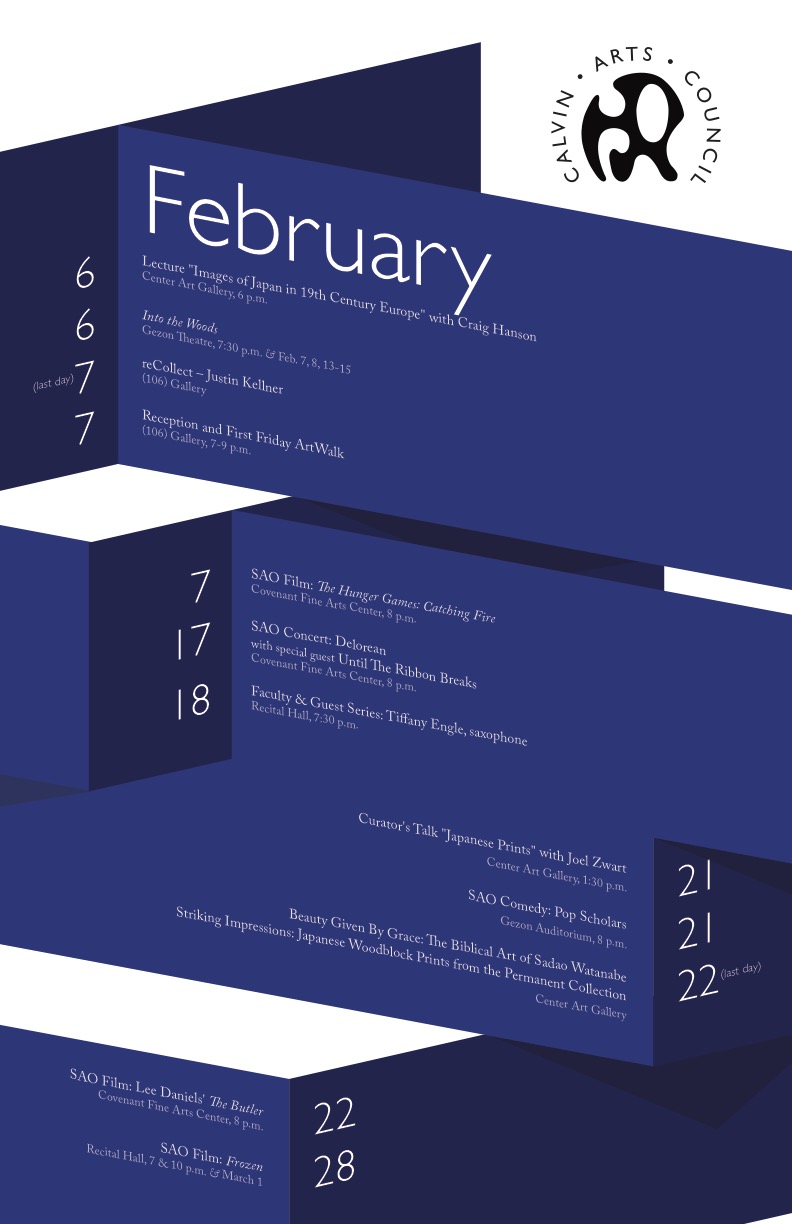 CALVIN • ARTS • COUNCIL
February
6
Lecture "Images of Japan in 19th Century Europe" with Craig Hanson
Center Art Gallery, 6 p.m.
6
Into the Woods
Gezon Theatre, 7:30 p.m. & Feb. 7, 8, 13-15
(last day) 7
reCollect – Justin Kellner
(106) Gallery
7
Reception and First Friday ArtWalk
(106) Gallery, 7-9 p.m.
7
SAO Film: The Hunger Games: Catching Fire
Covenant Fine Arts Center, 8 p.m.
17
SAO Concert: Delorean
with special guest Until The Ribbon Breaks
Covenant Fine Arts Center, 8 p.m.
18
Faculty & Guest Series: Tiffany Engle, saxophone
Recital Hall, 7:30 p.m.
Curator's Talk "Japanese Prints" with Joel Zwart
Center Art Gallery, 1:30 p.m.
21
SAO Comedy: Pop Scholars
Gezon Auditorium, 8 p.m.
21
Beauty Given By Grace: The Biblical Art of Sadao Watanabe
Striking Impressions: Japanese Woodblock Prints from the Permanent Collection
Center Art Gallery
22 (last day)
SAO Film: Lee Daniels' The Butler
Covenant Fine Arts Center, 8 p.m.
22
SAO Film: Frozen
Recital Hall, 7 & 10 p.m. & March 1
28